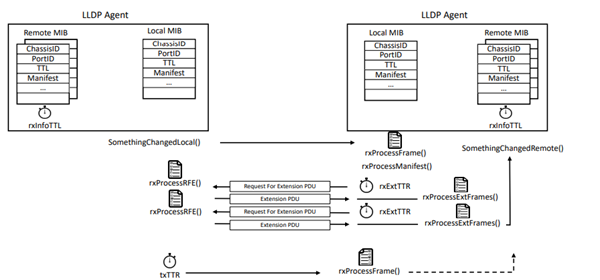 LLDP Agent
LLDP Agent
Remote MIB
Local MIB
Local MIB
Remote MIB
ChassisID
PortID
TTL
Manifest
...
ChassisID
PortID
TTL
Manifest
...
ChassisID
PortID
TTL
Manifest
...
ChassisID
PortID
TTL
Manifest
...
rxInfoTTL
rxInfoTTL
SomethingChangedLocal()
rxProcessFrame()
SomethingChangedRemote()
rxProcessManifest()
rxProcessRFE()
Request For Extension PDU
rxExtTTR
Extension PDU
rxProcessExtFrames()
rxProcessRFE()
Request For Extension PDU
rxExtTTR
Extension PDU
rxProcessExtFrames()
txTTR
rxProcessFrame()